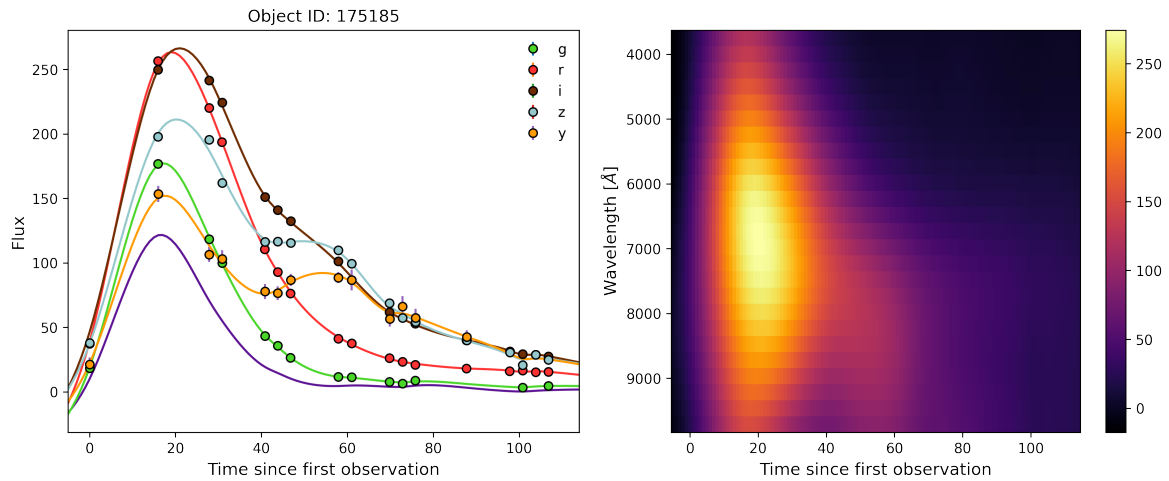 Object ID: 175185
Flux
250
200
150
100
50
0
0 20 40 60 80 100
Time since first observation
g
r
i
z
y
Wavelength [Å]
4000
5000
6000
7000
8000
9000
0 20 40 60 80 100
Time since first observation
250
200
150
100
50
0